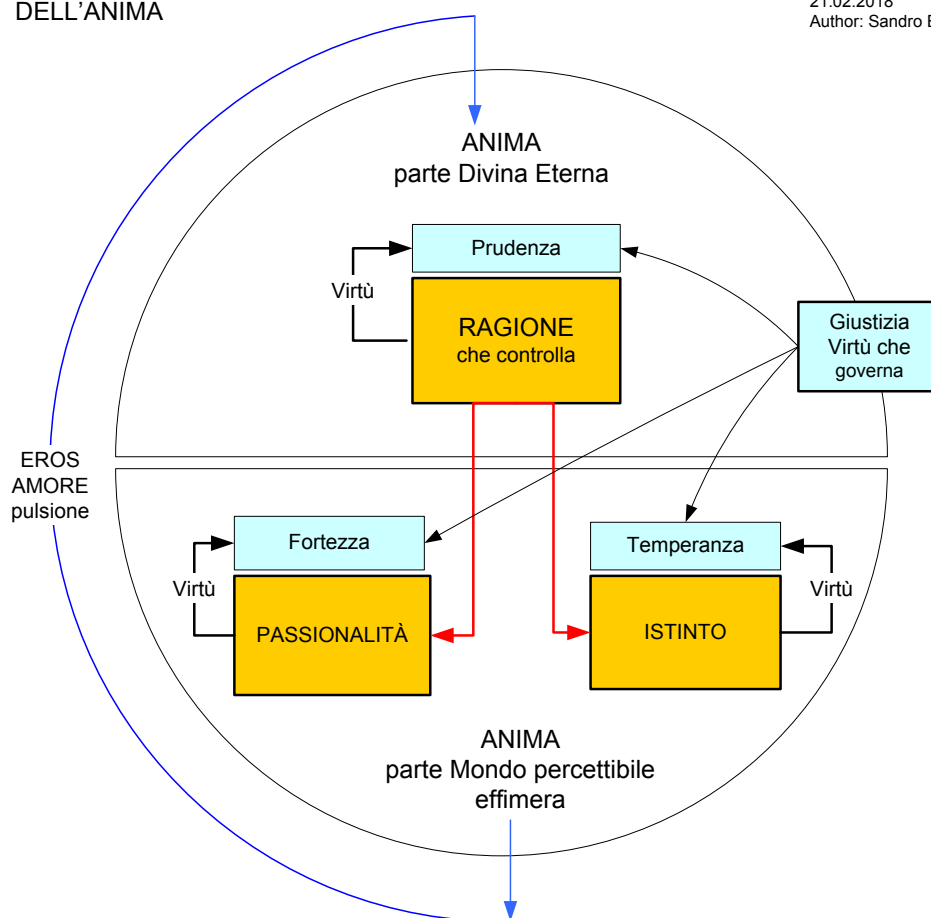 DELL'ANIMA
21.02.2018
Author: Sandro
ANIMA
parte Divina Eterna
Prudenza
Virtù
RAGIONE
che controlla
Giustizia
Virtù che
governa
EROS
AMORE
pulsione
Fortezza
Temperanza
Virtù
Virtù
PASSIONALITÀ
ISTINTO
ANIMA
parte Mondo percettibile
effimera